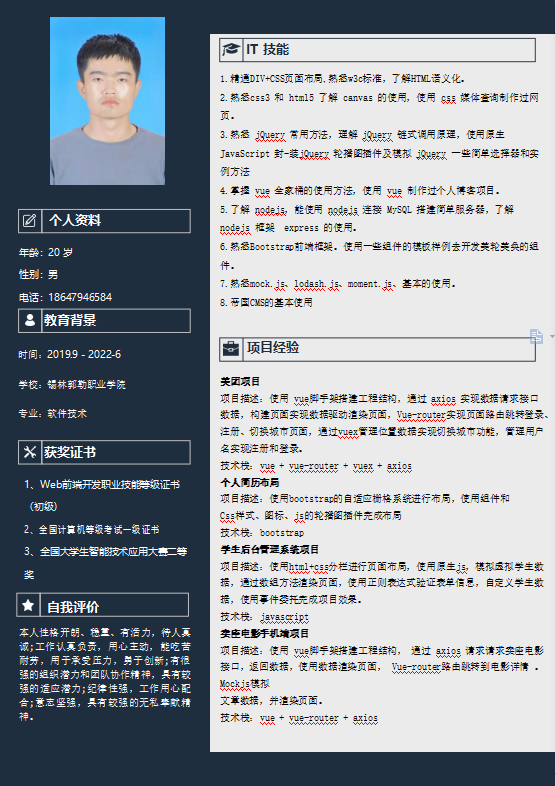 个人资料
年龄：20 岁
性别：男
电话：18647946584
教育背景
时间：2019.9 - 2022-6
学校：锡林郭勒职业学院
专业：软件技术
获奖证书
1、Web前端开发职业技能等级证书
（初级）
2、全国计算机等级考试一级证书
3、全国大学生智能技术应用大赛二等
奖
自我评价
本人性格开朗、稳重、有活力，待人真
诚;工作认真负责，用心主动，能吃苦
耐劳，用于承受压力，勇于创新;有很
强的组织潜力和团队协作精神，具有较
强的适应潜力;纪律性强，工作用心配
合;意志坚强，具有较强的无私奉献精
神。
IT 技能
1.精通DIV+CSS页面布局,熟悉w3c标准，了解HTML语义化。
2.熟悉css3 和 html5 了解 canvas 的使用，使用 css 媒体查询制作过网
页。
3.熟悉 jQuery 常用方法，理解 jQuery 链式调用原理，使用原生
JavaScript 封-装jQuery 轮播图插件及模拟 jQuery 一些简单选择器和实
例方法
4.掌握 vue 全家桶的使用方法，使用 vue 制作过个人博客项目。
5.了解 nodejs，能使用 nodejs 连接 MySQL 搭建简单服务器，了解
nodejs 框架 express 的使用。
6.熟悉Bootstrap前端框架。使用一些组件的模板样例去开发美轮美奂的组
件。
7.熟悉mock.js、lodash.js、moment.js、基本的使用。
8.帝国CMS的基本使用
项目经验
美团项目
项目描述：使用 vue脚手架搭建工程结构，通过 axios 实现数据请求接口
数据，构建页面实现数据驱动渲染页面，Vue-router实现页面路由跳转登录、
注册、切换城市页面，通过vuex管理位置数据实现切换城市功能，管理用户
名实现注册和登录。
技术栈：vue + vue-router + vuex + axios
个人简历布局
项目描述：使用bootstrap的自适应栅格系统进行布局，使用组件和
Css样式、图标、js的轮播图插件完成布局
技术栈：bootstrap
学生后台管理系统项目
项目描述：使用html+css分栏进行页面布局，使用原生js，模拟虚拟学生数
据，通过数组方法渲染页面，使用正则表达式验证表单信息，自定义学生数
据，使用事件委托完成项目效果。
技术栈：javascript
卖座电影手机端项目
项目描述：使用 vue脚手架搭建工程结构， 通过 axios 请求请求卖座电影
接口，返回数据，使用数据渲染页面， Vue-router路由跳转到电影详情 。
Mockjs模拟
文章数据，并渲染页面。
技术栈：vue + vue-router + axios